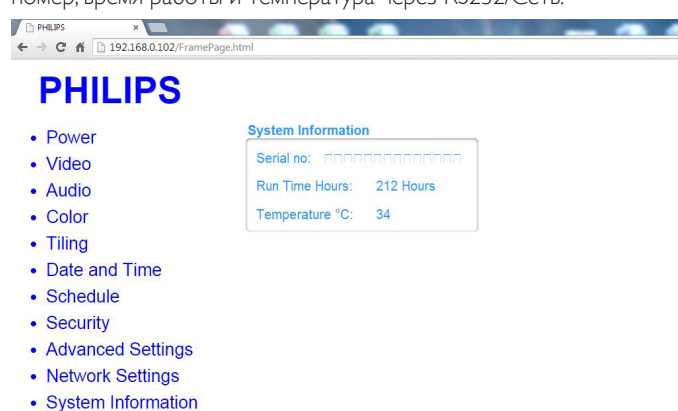 номер, время работы и температура через RS232/Сеть.
PHILIPS
192.168.0.102/FramePage.html
PHILIPS
• Power
• Video
• Audio
• Color
• Tiling
• Date and Time
• Schedule
• Security
• Advanced Settings
• Network Settings
• System Information
System Information
Serial no:
Run Time Hours: 212 Hours
Temperature °C: 34